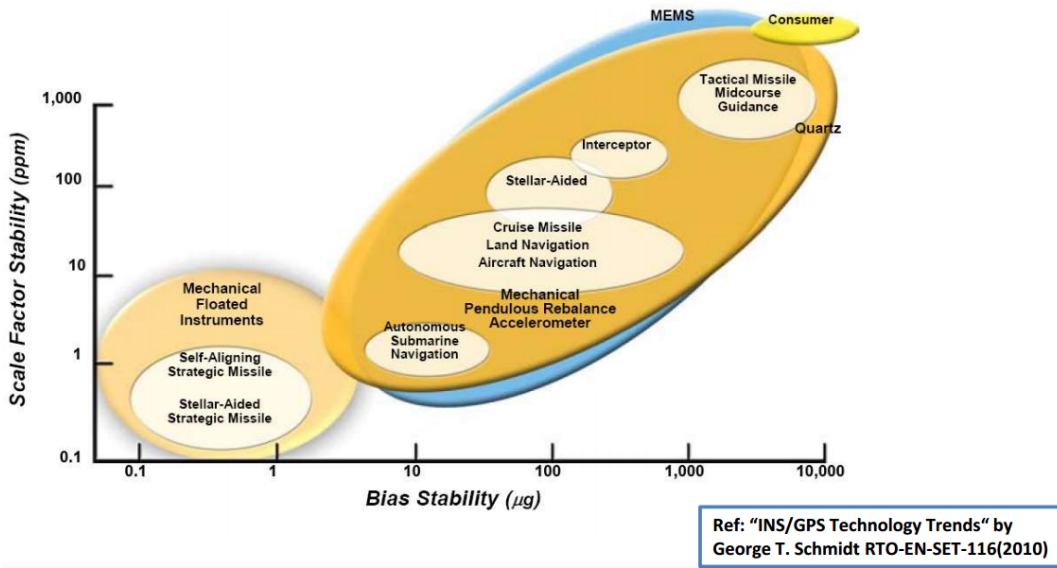 MEMS
Consumer
1,000
Tactical Missile
Midcourse
Guidance
Quartz
Interceptor
100
Stellar-Aided
Cruise Missile
Land Navigation
Aircraft Navigation
10
Mechanical
Floated
Instruments
Mechanical
Pendulous Rebalance
Accelerometer
Autonomous
Submarine
Navigation
1
Self-Aligning
Strategic Missile
Stellar-Aided
Strategic Missile
0.1
Scale Factor Stability (ppm)
0.1
1
10
100
1,000
10,000
Bias Stability (μg)
Ref: “INS/GPS Technology Trends“ by
George T. Schmidt RTO-EN-SET-116(2010)